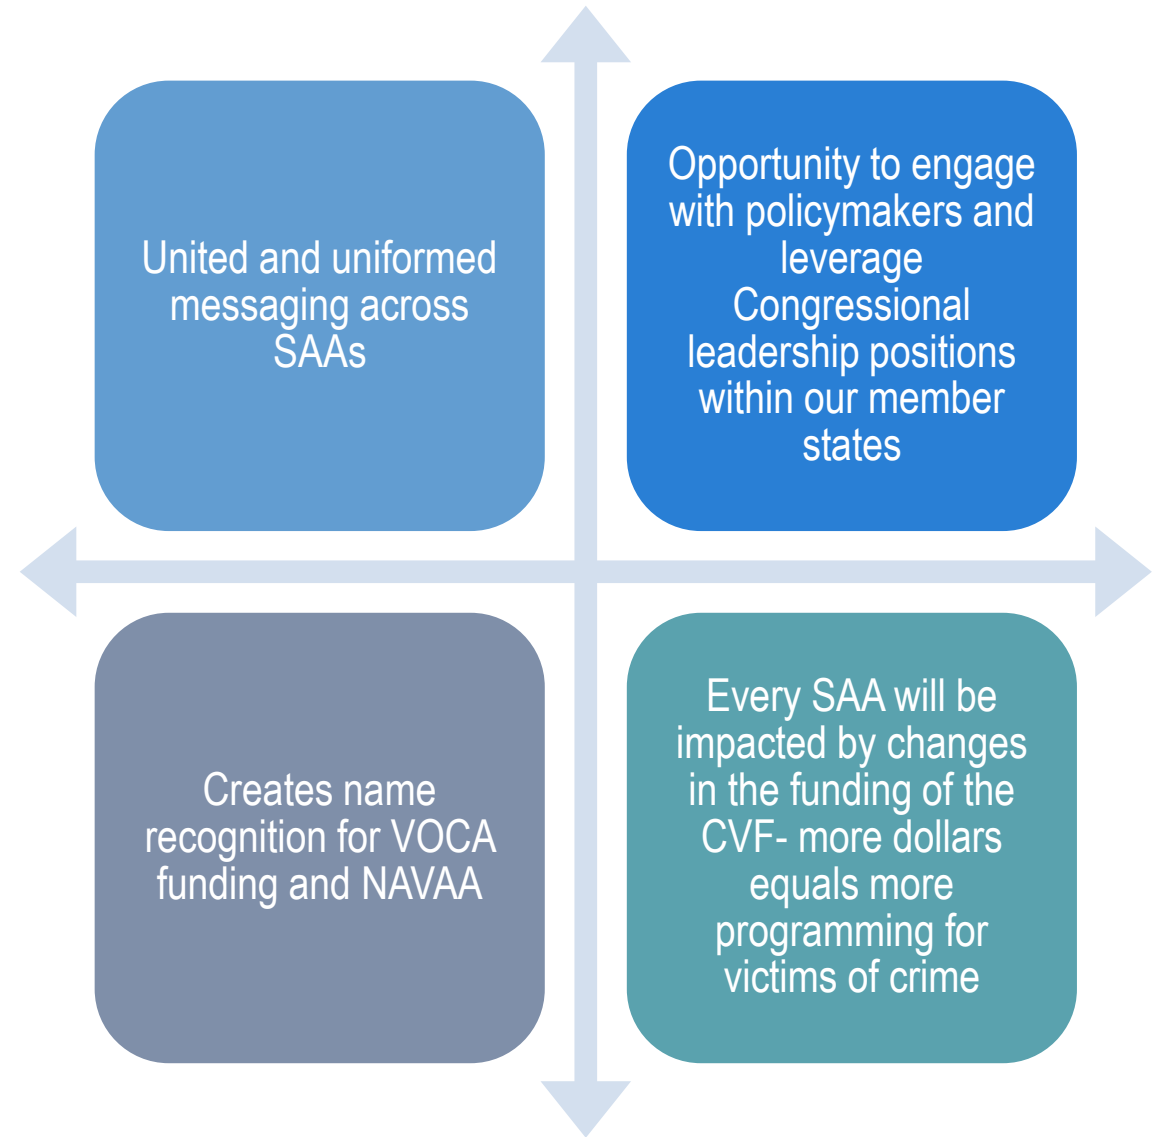 United and uniformed
messaging across
SAAs
Opportunity to engage
with policymakers and
leverage
Congressional
leadership positions
within our member
states
Creates name
recognition for VOCA
funding and NAVAA
Every SAA will be
impacted by changes
in the funding of the
CVF- more dollars
equals more
programming for
victims of crime